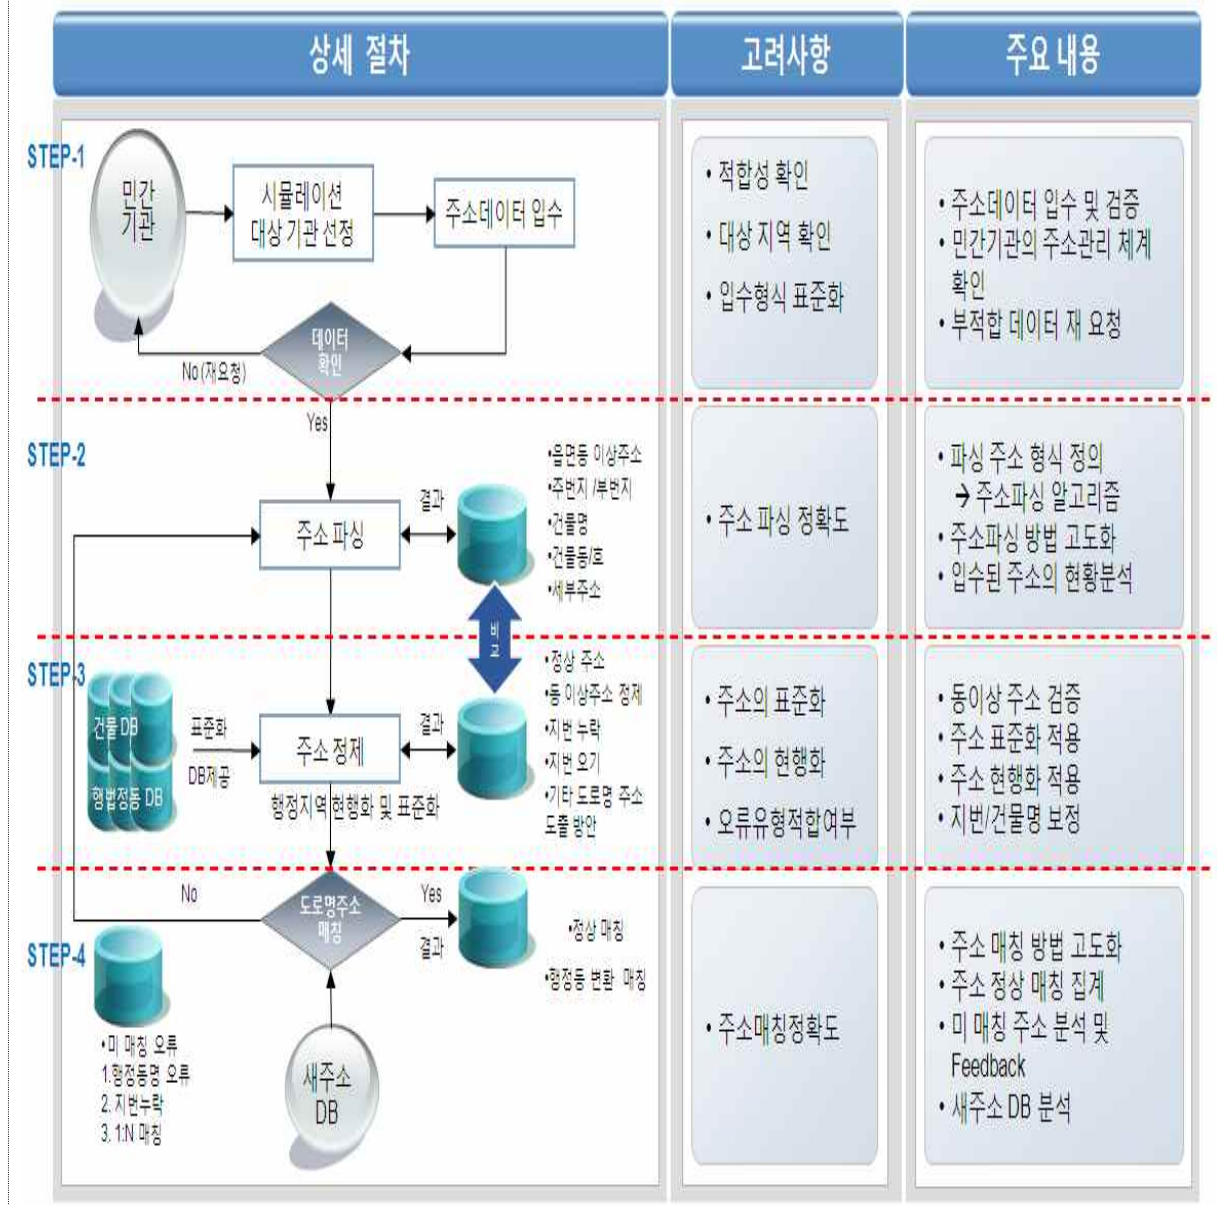 상세 절차
고려사항
주요 내용
STEP-1
민간
기관
시뮬레이션
대상 기관 선정
주소데이터 입수
데이터
확인
No (재요청)
Yes
• 적합성 확인
• 대상 지역 확인
• 입수형식 표준화
• 주소데이터 입수 및 검증
• 민간기관의 주소관리 체계
확인
• 부적합 데이터 재 요청
STEP-2
주소 파싱
결과
•읍면동 이상주소
•주번지 /부번지
•건물명
•건물동/호
•세부주소
비
교
• 주소 파싱 정확도
• 파싱 주소 형식 정의
→ 주소파싱 알고리즘
• 주소파싱 방법 고도화
• 입수된 주소의 현황분석
STEP-3
건물 DB
행법정동 DB
표준화
DB제공
주소 정제
행정지역 현행화 및 표준화
결과
•정상 주소
•동 이상주소 정제
•지번 누락
•지번 오기
•기타 도로명 주소
도출 방안
• 주소의 표준화
• 주소의 현행화
• 오류유형적합여부
• 동이상 주소 검증
• 주소 표준화 적용
• 주소 현행화 적용
• 지번/건물명 보정
STEP-4
No
도로명주소
매칭
Yes
결과
•정상 매칭
•행정동 변환 매칭
•미 매칭 오류
1.행정동명 오류
2. 지번누락
3. 1:N 매칭
새주소
DB
• 주소매칭정확도
• 주소 매칭 방법 고도화
• 주소 정상 매칭 집계
• 미 매칭 주소 분석 및
Feedback
• 새주소 DB 분석